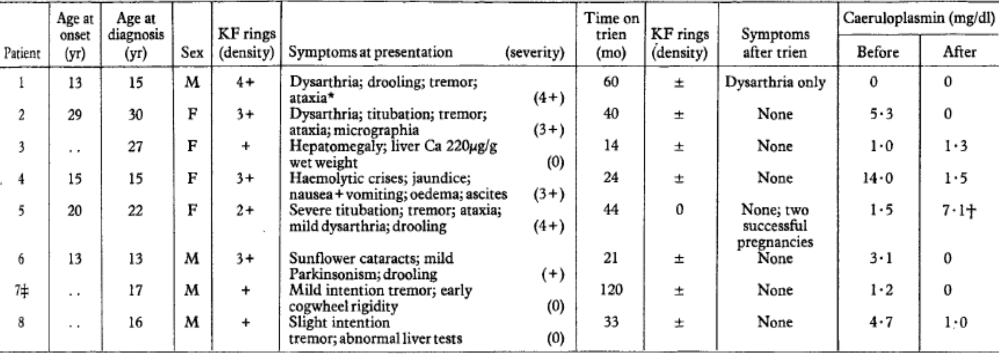 Patient Age at onset (yr) Age at diagnosis (yr) Sex KF rings (density) Symptoms at presentation (severity) Time on trien (mo) KF rings (density) Symptoms after trien Caeruloplasmin (mg/dl) Before After
1 13 15 M 4+ Dysarthria; drooling; tremor; 60 ± Dysarthria only 0 0
ataxia* (4+)
2 29 30 F 3+ Dysarthria; titubation; tremor; 40 ± None 5·3 0
ataxia; micrographia (3+)
3 .. 27 F + Hepatomegaly; liver Ca 220µg/g 14 ± None 1·0 1·3
wet weight (0)
4 15 15 F 3+ Haemolytic crises; jaundice; 24 ± None 14·0 1·5
nausea + vomiting; oedema; ascites (3+)
5 20 22 F 2+ Severe titubation; tremor; ataxia; 44 0 None; two 1·5 7·1†
mild dysarthria; drooling (4+) successful
pregnancies
6 13 13 M 3+ Sunflower cataracts; mild 21 ± None 3·1 0
Parkinsonism; drooling (+)
7‡ .. 17 M + Mild intention tremor; early 120 ± None 1·2 0
cogwheel rigidity (0)
8 .. 16 M + Slight intention 33 ± None 4·7 1·0
tremor; abnormal liver tests (0)